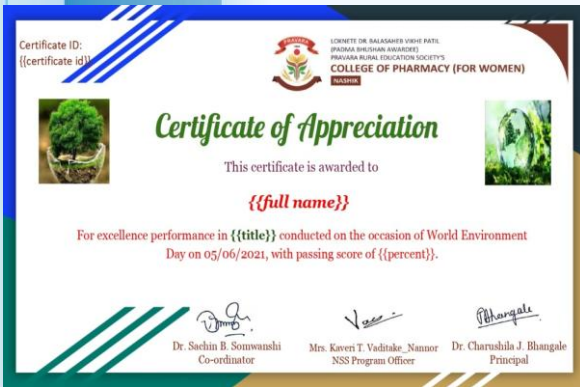 Certificate ID:
{{certificate id}}
PRAVARA
LOKNETE DR. BALASAHEB VIKHE PATIL
(PADMA BHUSHAN AWARDEE)
PRAVARA RURAL EDUCATION SOCIETY'S
COLLEGE OF PHARMACY (FOR WOMEN)
NASHIK
Certificate of Appreciation
This certificate is awarded to
{{full name}}
For excellence performance in {{title}} conducted on the occasion of World Environment
Day on 05/06/2021, with passing score of {{percent}}.
Bhangale
Dr. Sachin B. Somwanshi
Co-ordinator
Mrs. Kaveri T. Vaditake_Nannor
NSS Program Officer
Dr. Charushila J. Bhangale
Principal